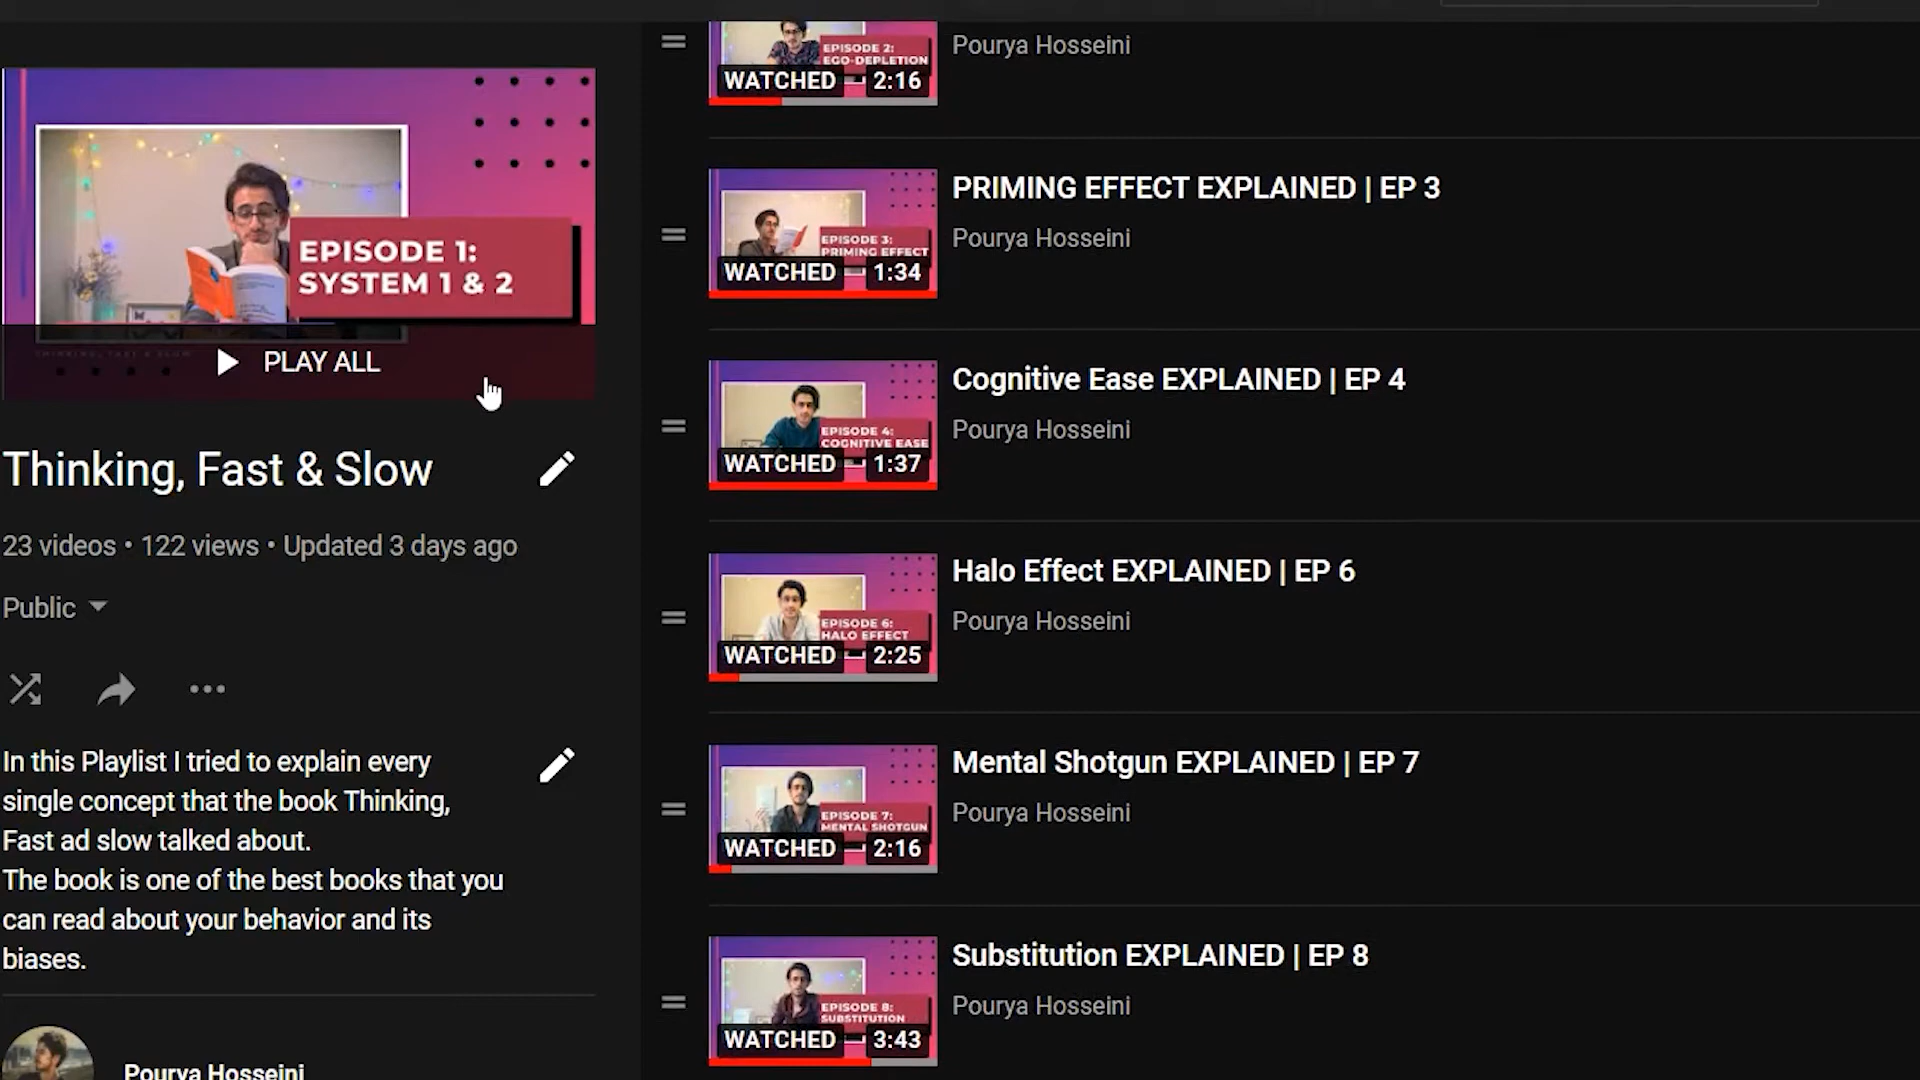 EPISODE 1:
SYSTEM 1 & 2
THINKING, FAST & SLOW
PLAY ALL
Thinking, Fast & Slow
23 videos • 122 views • Updated 3 days ago
Public
In this Playlist I tried to explain every
single concept that the book Thinking,
Fast ad slow talked about.
The book is one of the best books that you
can read about your behavior and its
biases.
Pourya Hosseini
EPISODE 2:
EGO-DEPLETION
WATCHED 2:16
Pourya Hosseini
EPISODE 3:
PRIMING EFFECT
WATCHED 1:34
PRIMING EFFECT EXPLAINED | EP 3
Pourya Hosseini
EPISODE 4:
COGNITIVE EASE
WATCHED 1:37
Cognitive Ease EXPLAINED | EP 4
Pourya Hosseini
EPISODE 6:
HALO EFFECT
WATCHED 2:25
Halo Effect EXPLAINED | EP 6
Pourya Hosseini
EPISODE 7:
MENTAL SHOTGUN
WATCHED 2:16
Mental Shotgun EXPLAINED | EP 7
Pourya Hosseini
EPISODE 8:
SUBSTITUTION
WATCHED 3:43
Substitution EXPLAINED | EP 8
Pourya Hosseini